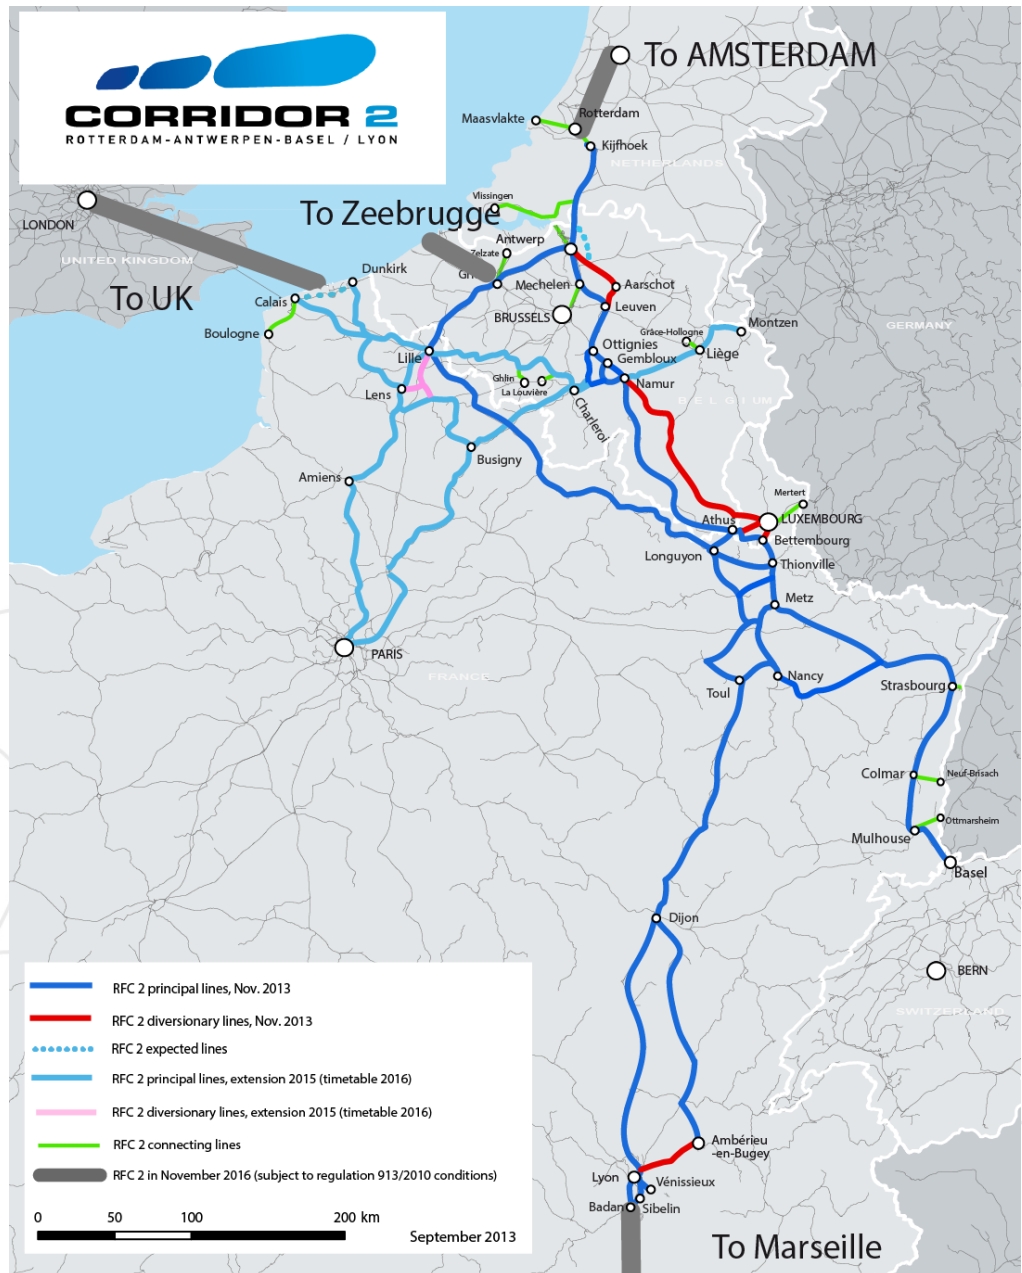 CORRIDOR 2
ROTTERDAM-ANTWERPEN-BASEL / LYON
To AMSTERDAM
Maasvlakte
Rotterdam
Kijfhoek
NETHERLANDS
Vlissingen
LONDON
To Zeebrugge
UNITED KINGDOM
Antwerp
Zelzate
Dunkirk
Mechelen
Aarschot
To UK
Calais
Leuven
BRUSSELS
Boulogne
Montzen
GERMANY
Grâce-Hollogne
Ottignies
Liège
Lille
Gembloux
Ghlin
Namur
La Louvière
Lens
BELGIUM
Charleroi
Busigny
Amiens
Mertert
Athus
LUXEMBOURG
Bettembourg
Longuyon
Thionville
Metz
PARIS
FRANCE
Nancy
Toul
Strasbourg
Colmar
Neuf-Brisach
Ottmarsheim
Mulhouse
Basel
Dijon
BERN
SWITZERLAND
RFC 2 principal lines, Nov. 2013
RFC 2 diversionary lines, Nov. 2013
RFC 2 expected lines
RFC 2 principal lines, extension 2015 (timetable 2016)
RFC 2 diversionary lines, extension 2015 (timetable 2016)
RFC 2 connecting lines
RFC 2 in November 2016 (subject to regulation 913/2010 conditions)
0 50 100 200 km
September 2013
Ambérieu
-en-Bugey
Lyon
Vénissieux
Badan
Sibelin
To Marseille